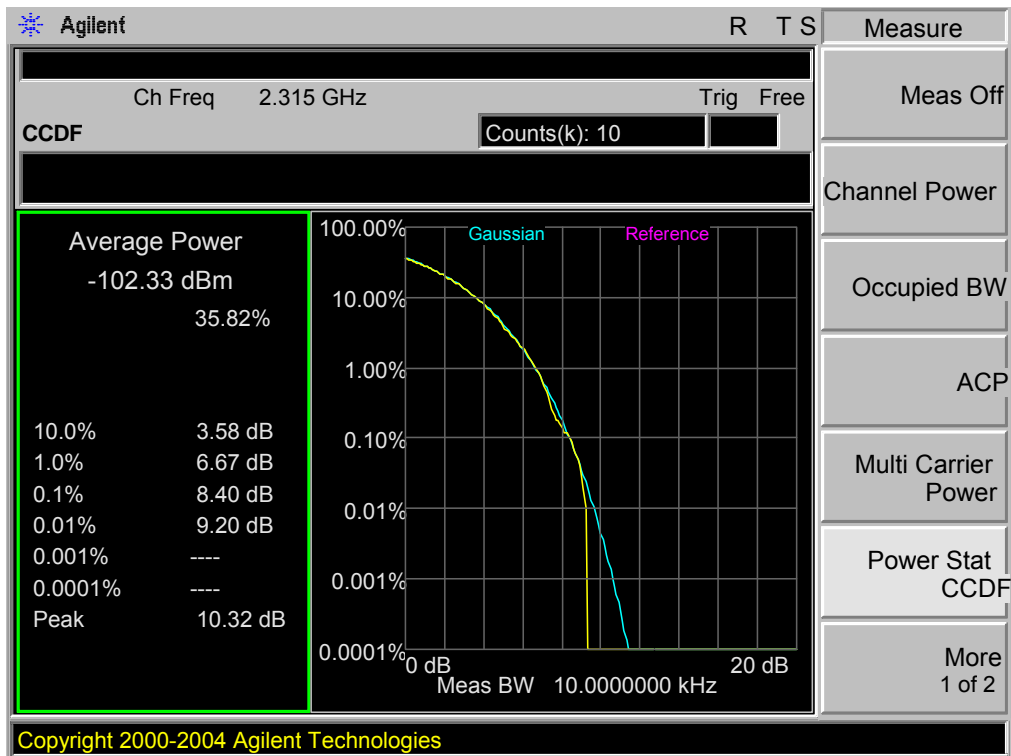 Agilent R T S Measure
Ch Freq 2.315 GHz Trig Free
CCDF Counts(k): 10
Average Power
-102.33 dBm
35.82%
10.0% 3.58 dB
1.0% 6.67 dB
0.1% 8.40 dB
0.01% 9.20 dB
0.001% ----
0.0001% ----
Peak 10.32 dB
Gaussian Reference
100.00%
10.00%
1.00%
0.10%
0.01%
0.001%
0.0001%
0 dB 20 dB
Meas BW 10.0000000 kHz
Meas Off
Channel Power
Occupied BW
ACP
Multi Carrier
Power
Power Stat
CCDF
More
1 of 2
Copyright 2000-2004 Agilent Technologies